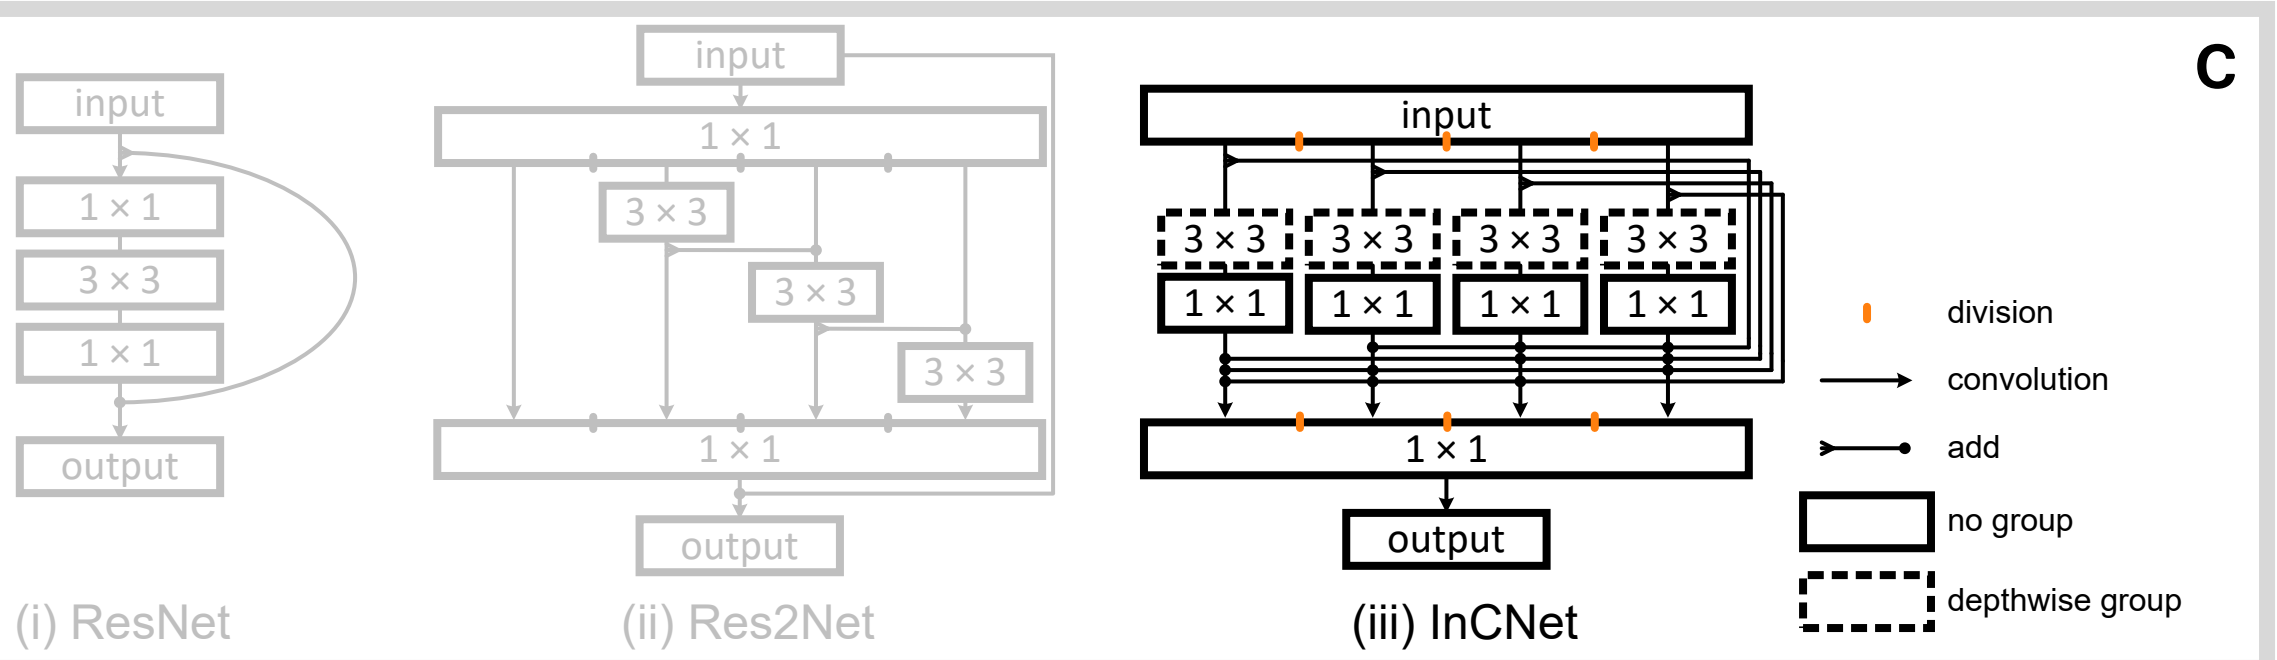 C
input
1 × 1
3 × 3
1 × 1
output
(i) ResNet
input
1 × 1
3 × 3
3 × 3
3 × 3
1 × 1
output
(ii) Res2Net
input
3 × 3 3 × 3 3 × 3 3 × 3
1 × 1 1 × 1 1 × 1 1 × 1
1 × 1
output
(iii) InCNet
division
convolution
add
no group
depthwise group